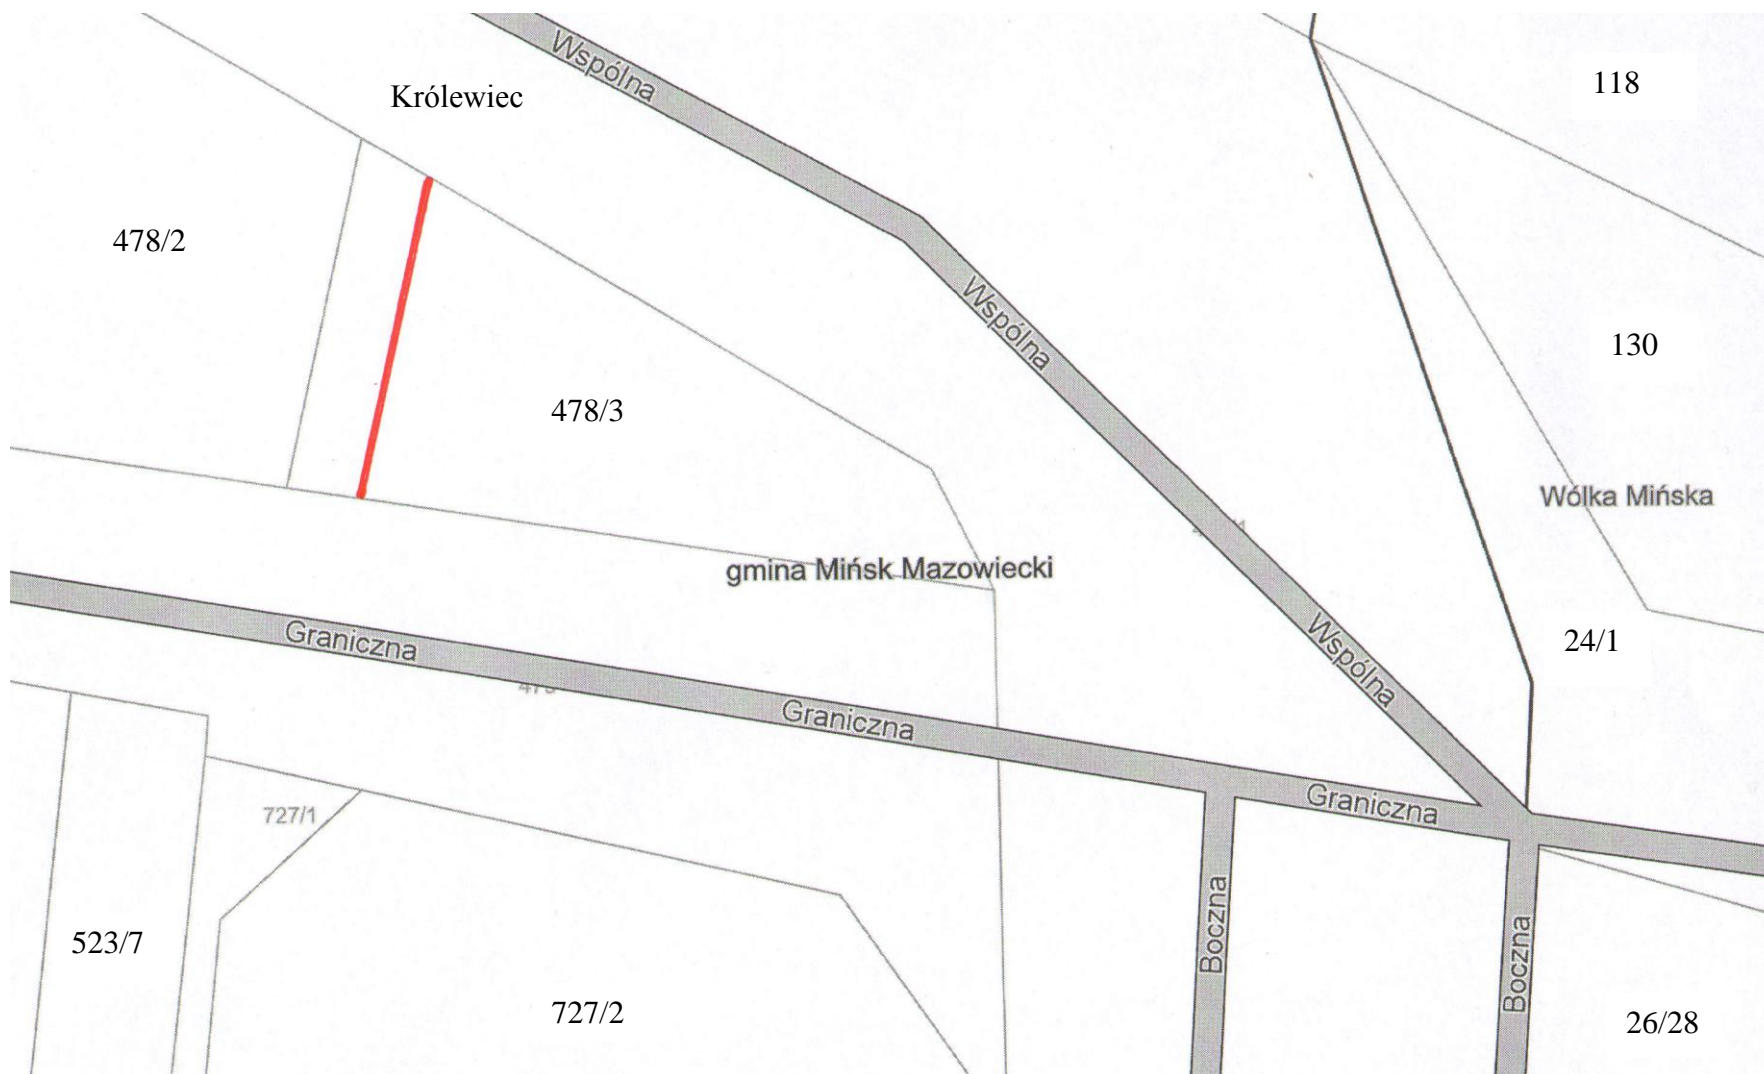 Wspólna
118
Królewiec
478/2
Wspólna
130
478/3
Wólka Mińska
gmina Mińsk Mazowiecki
Graniczna
Wspólna
24/1
Graniczna
Graniczna
727/1
Boczna
523/7
Boczna
727/2
26/28